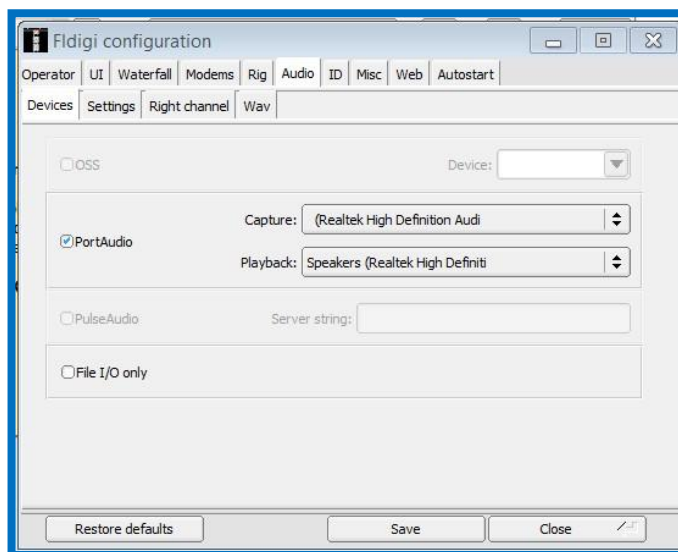 Fldigi configuration
Operator UI Waterfall Modems Rig Audio ID Misc Web Autostart
Devices Settings Right channel Wav
OSS Device:
Capture: (Realtek High Definition Audi
PortAudio
Playback: Speakers (Realtek High Definiti
PulseAudio Server string:
File I/O only
Restore defaults Save Close